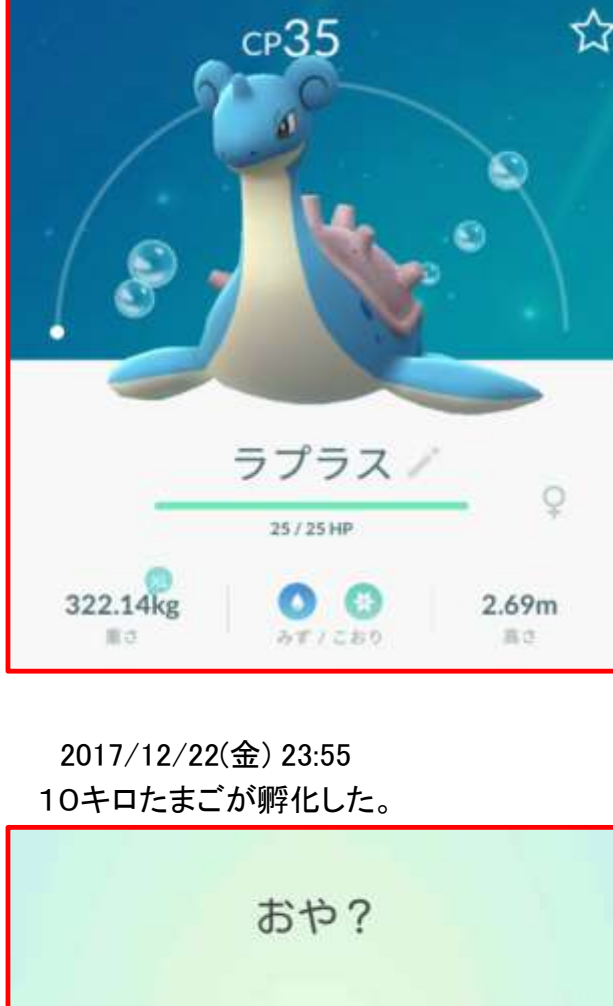 CP35
ラプラス
25 / 25 HP
XL
322.14kg
2.69m
重さ
みず / こおり
高さ
2017/12/22(金) 23:55
10キロたまごが孵化した。
おや？